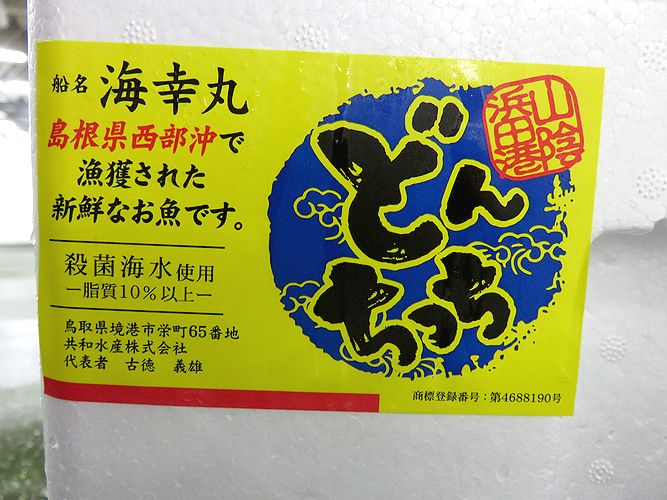 船名 海幸丸
島根県西部沖で
漁獲された
新鮮なお魚です。
殺菌海水使用
ー脂質10%以上ー
鳥取県境港市栄町65番地
共和水産株式会社
代表者 古徳 義雄
山陰
浜田港
どん
ちっち
商標登録番号：第4688190号